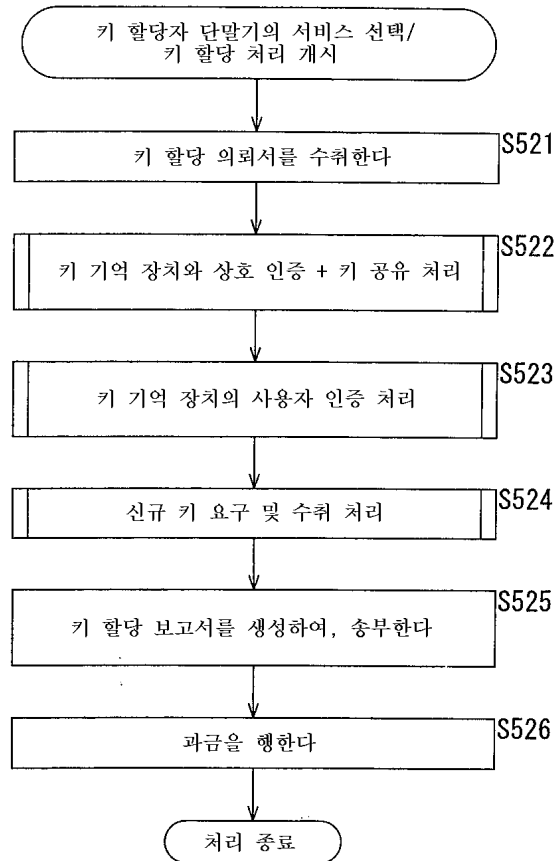 키 할당자 단말기의 서비스 선택/
키 할당 처리 개시
S521
키 할당 의뢰서를 수취한다
S522
키 기억 장치와 상호 인증 + 키 공유 처리
S523
키 기억 장치의 사용자 인증 처리
S524
신규 키 요구 및 수취 처리
S525
키 할당 보고서를 생성하여, 송부한다
S526
과금을 행한다
처리 종료